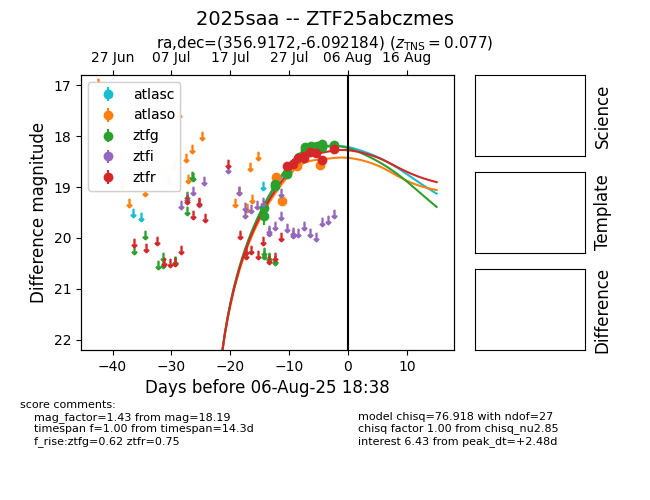 2025saa -- ZTF25abczmes
ra,dec=(356.9172,-6.092184) (z_TNS = 0.077)
27 Jun 07 Jul 17 Jul 27 Jul 06 Aug 16 Aug
Difference magnitude
17
18
19
20
21
22
atlasc
atlaso
ztfg
ztfi
ztfr
−40 −30 −20 −10 0 10
Days before 06-Aug-25 18:38
Science
Template
Difference
score comments:
mag_factor=1.43 from mag=18.19
timespan f=1.00 from timespan=14.3d
f_rise:ztfg=0.62 ztfr=0.75
model chisq=76.918 with ndof=27
chisq factor 1.00 from chisq_nu2.85
interest 6.43 from peak_dt=+2.48d